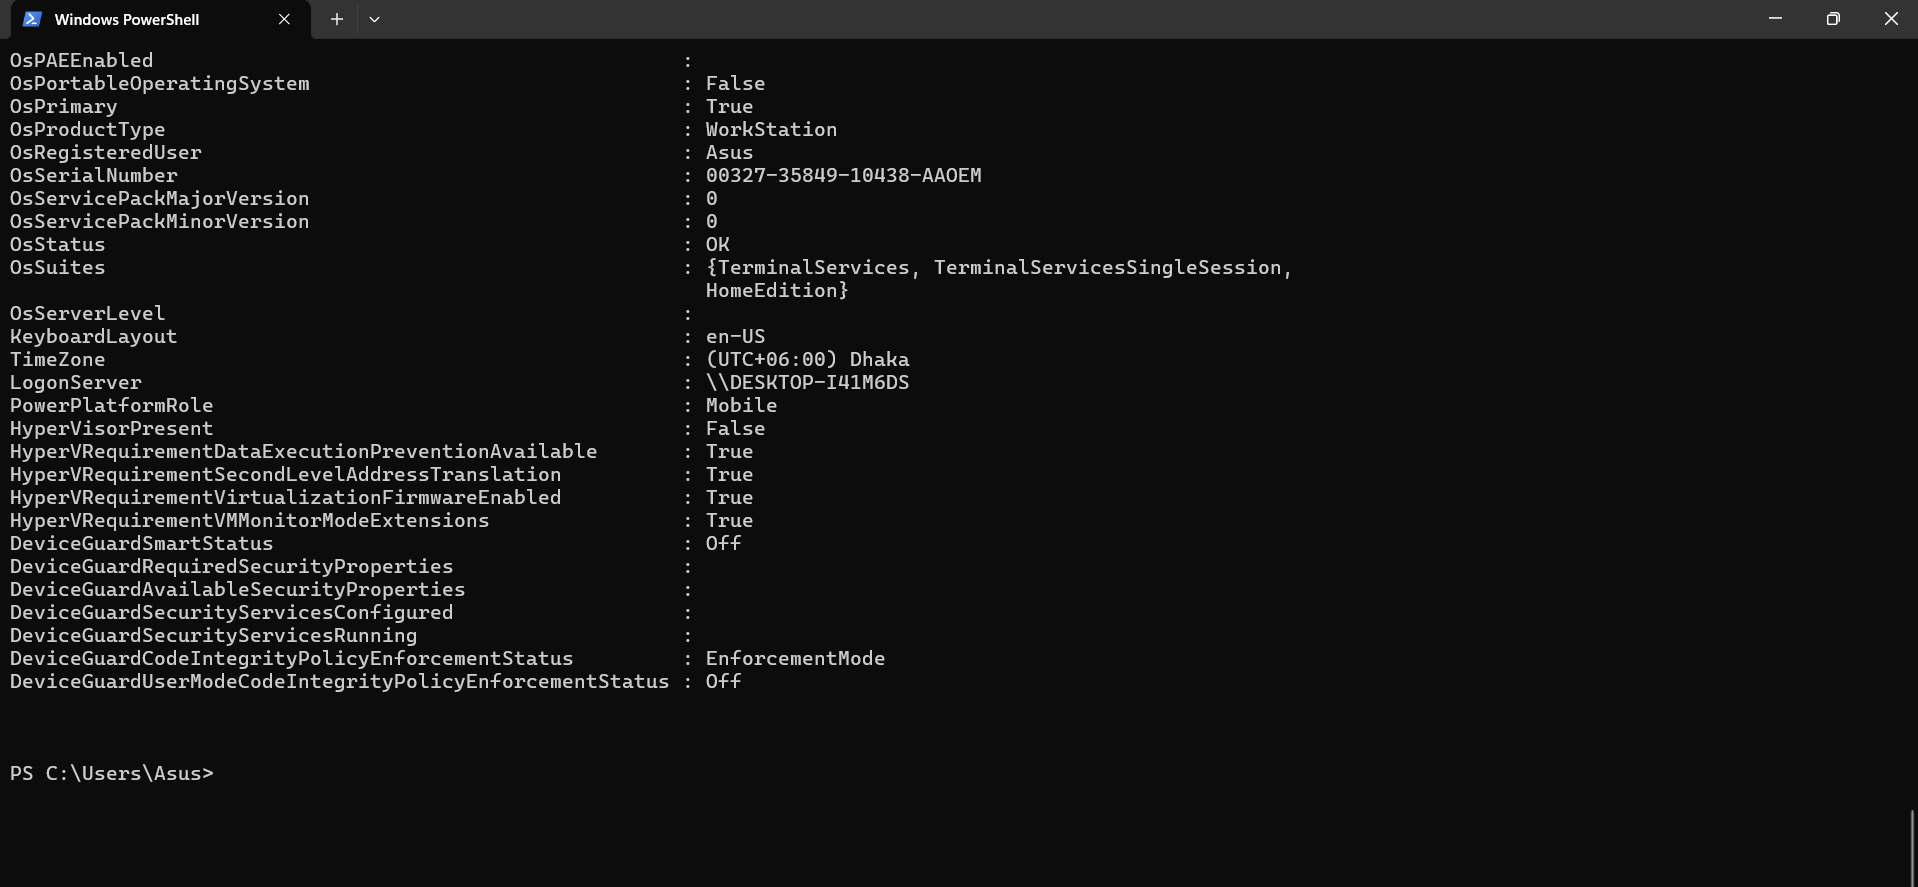 Windows PowerShell
OsPAEEnabled :
OsPortableOperatingSystem : False
OsPrimary : True
OsProductType : WorkStation
OsRegisteredUser : Asus
OsSerialNumber : 00327-35849-10438-AAOEM
OsServicePackMajorVersion : 0
OsServicePackMinorVersion : 0
OsStatus : OK
OsSuites : {TerminalServices, TerminalServicesSingleSession,
HomeEdition}
OsServerLevel :
KeyboardLayout : en-US
TimeZone : (UTC+06:00) Dhaka
LogonServer : \\DESKTOP-I41M6DS
PowerPlatformRole : Mobile
HyperVisorPresent : False
HyperVRequirementDataExecutionPreventionAvailable : True
HyperVRequirementSecondLevelAddressTranslation : True
HyperVRequirementVirtualizationFirmwareEnabled : True
HyperVRequirementVMMonitorModeExtensions : True
DeviceGuardSmartStatus : Off
DeviceGuardRequiredSecurityProperties :
DeviceGuardAvailableSecurityProperties :
DeviceGuardSecurityServicesConfigured :
DeviceGuardSecurityServicesRunning :
DeviceGuardCodeIntegrityPolicyEnforcementStatus : EnforcementMode
DeviceGuardUserModeCodeIntegrityPolicyEnforcementStatus : Off
PS C:\Users\Asus>